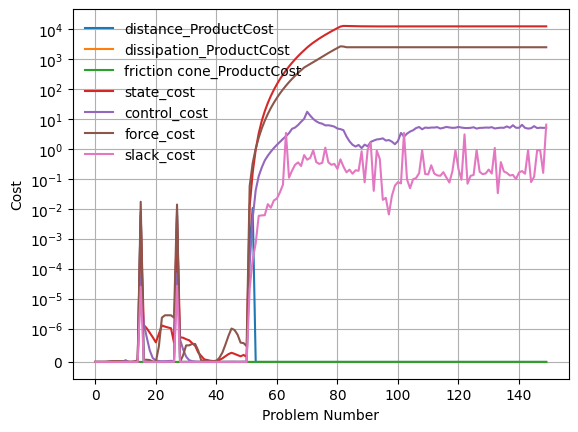 10⁴
10³
10²
10¹
10⁰
10⁻¹
10⁻²
10⁻³
10⁻⁴
10⁻⁵
10⁻⁶
0
Cost
distance_ProductCost
dissipation_ProductCost
friction cone_ProductCost
state_cost
control_cost
force_cost
slack_cost
0 20 40 60 80 100 120 140
Problem Number